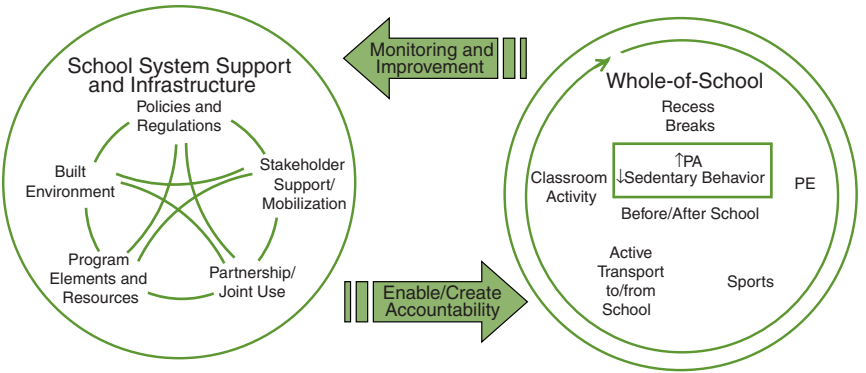 School System Support
and Infrastructure
Policies and
Regulations
Built
Environment
Stakeholder
Support/
Mobilization
Program
Elements and
Resources
Partnership/
Joint Use
Monitoring and
Improvement
Enable/Create
Accountability
Whole-of-School
Recess
Breaks
↑PA
↓Sedentary Behavior
Classroom
Activity
PE
Before/After School
Active
Transport
to/from
School
Sports